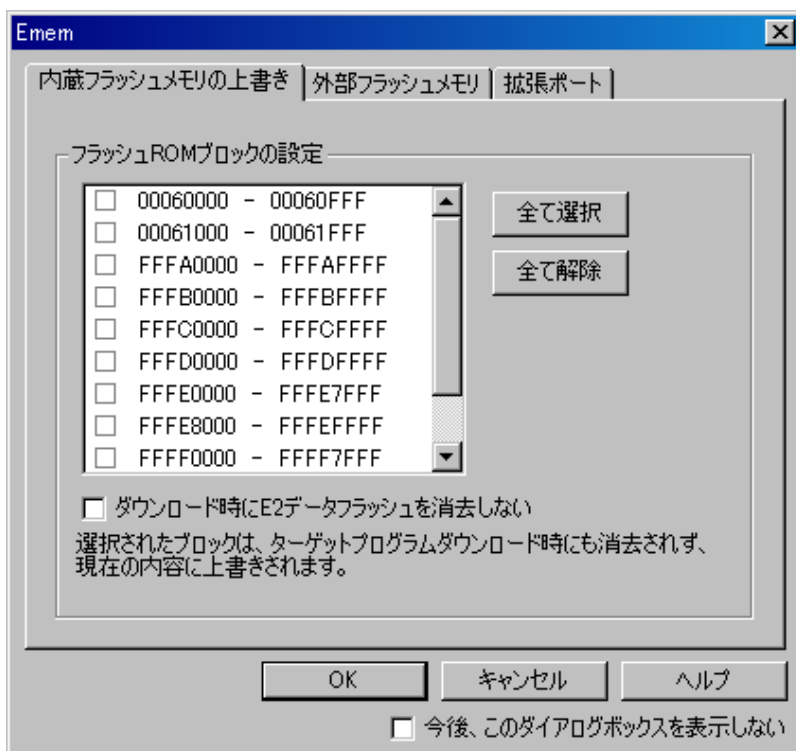 Emem
内蔵フラッシュメモリの上書き 外部フラッシュメモリ 拡張ポート
フラッシュROMブロックの設定
00060000 - 00060FFF
00061000 - 00061FFF
FFFA0000 - FFFAFFFF
FFFB0000 - FFFBFFFF
FFFC0000 - FFFCFFFF
FFFD0000 - FFFDFFFF
FFFE0000 - FFFE7FFF
FFFE8000 - FFFEFFFF
FFFF0000 - FFFF7FFF
全て選択
全て解除
ダウンロード時にE2データフラッシュを消去しない
選択されたブロックは、ターゲットプログラムダウンロード時にも消去されず、
現在の内容に上書きされます。
OK キャンセル ヘルプ
今後、このダイアログボックスを表示しない